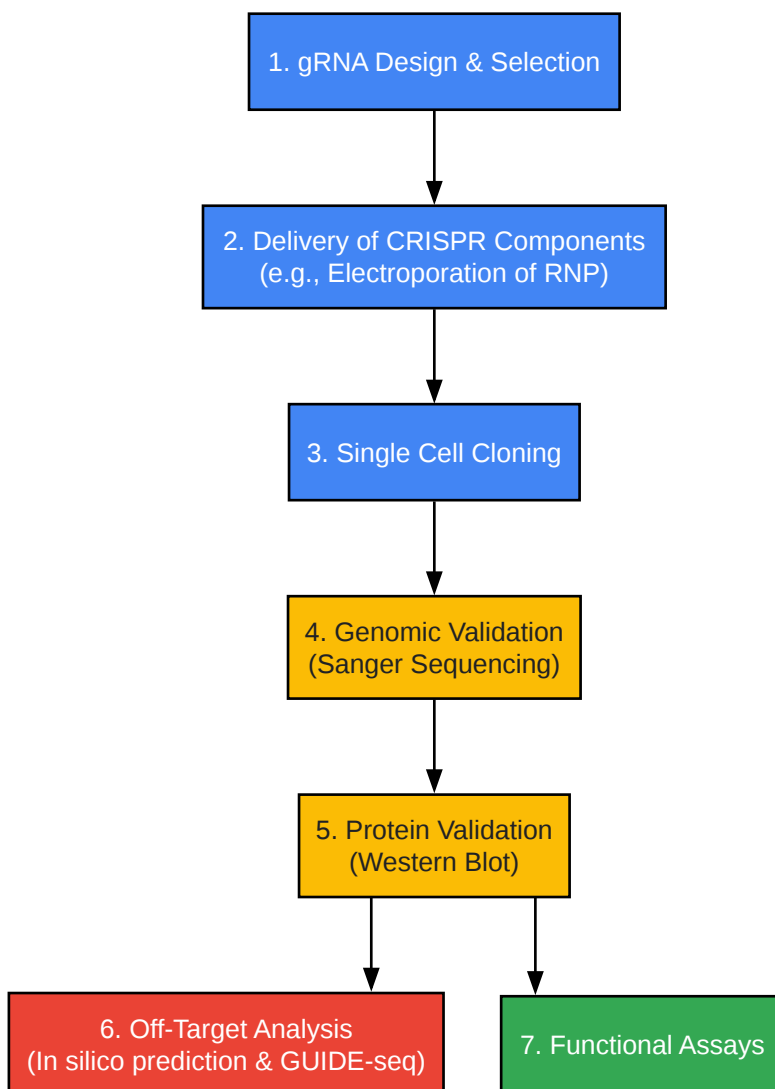 1. gRNA Design & Selection
2. Delivery of CRISPR Components
(e.g., Electroporation of RNP)
3. Single Cell Cloning
4. Genomic Validation
(Sanger Sequencing)
5. Protein Validation
(Western Blot)
6. Off-Target Analysis
(In silico prediction & GUIDE-seq)
7. Functional Assays